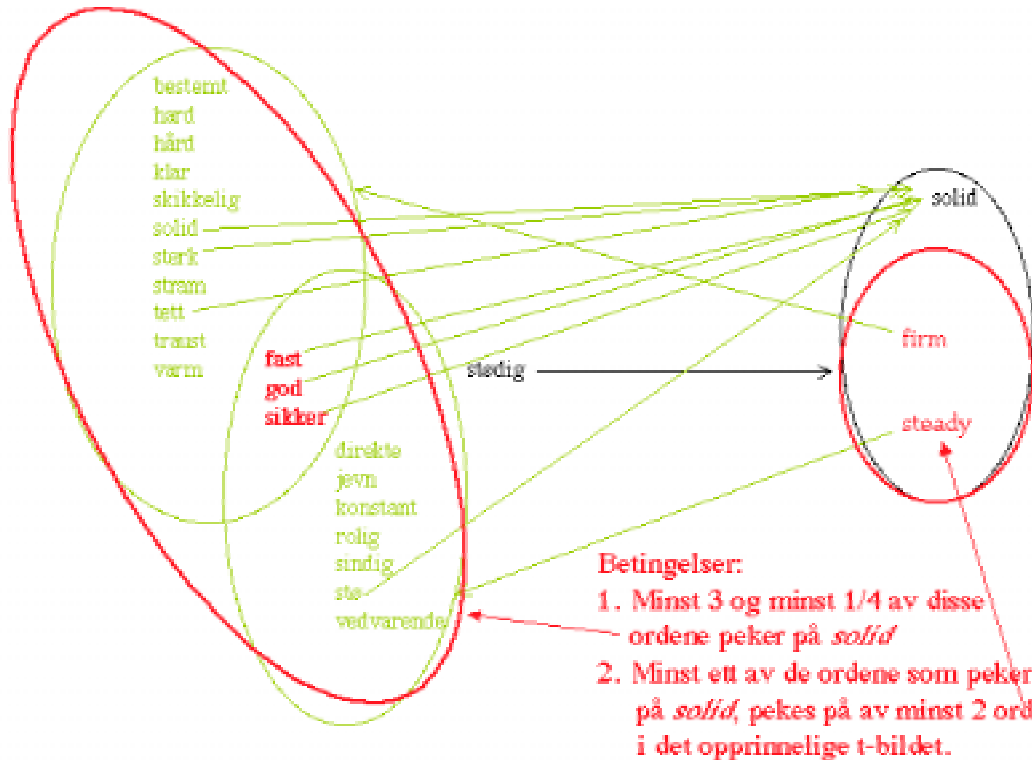 bestemt
hard
hård
klar
skikkelig
solid
solid
sterk
stram
tett
firm
traust
fast
varm
stødig
god
sikker
steady
direkte
jevn
konstant
rolig
sindig
Betingelser:
stø
1. Minst 3 og minst 1/4 av disse
vedvarende
ordene peker på solid
2. Minst ett av de ordene som peker
på solid, pekes på av minst 2 ord
i det opprinnelige t-bildet.